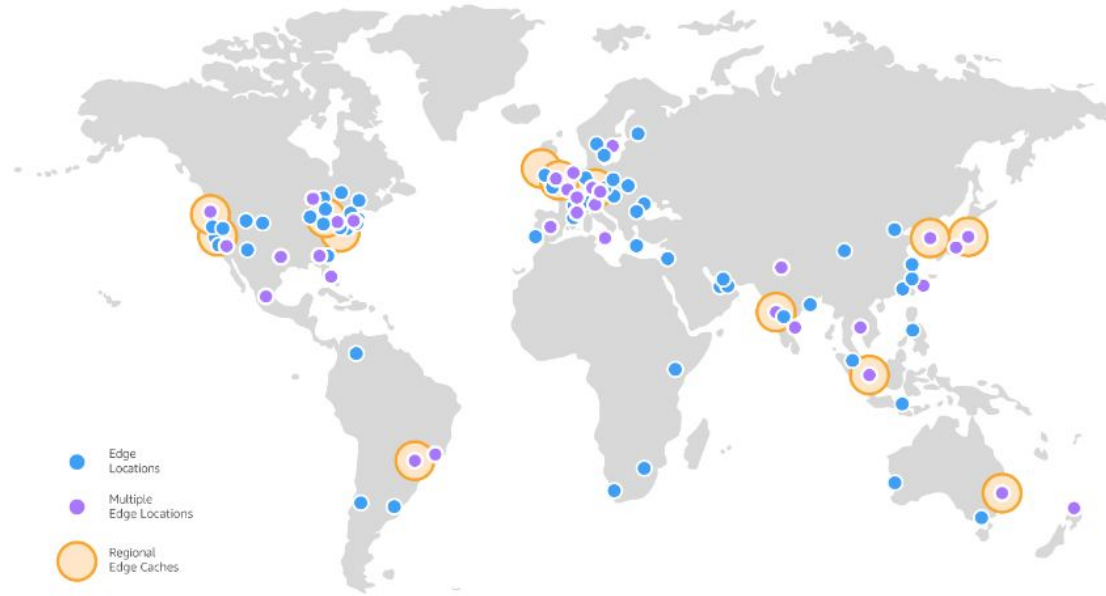 Edge
Locations
Multiple
Edge Locations
Regional
Edge Caches